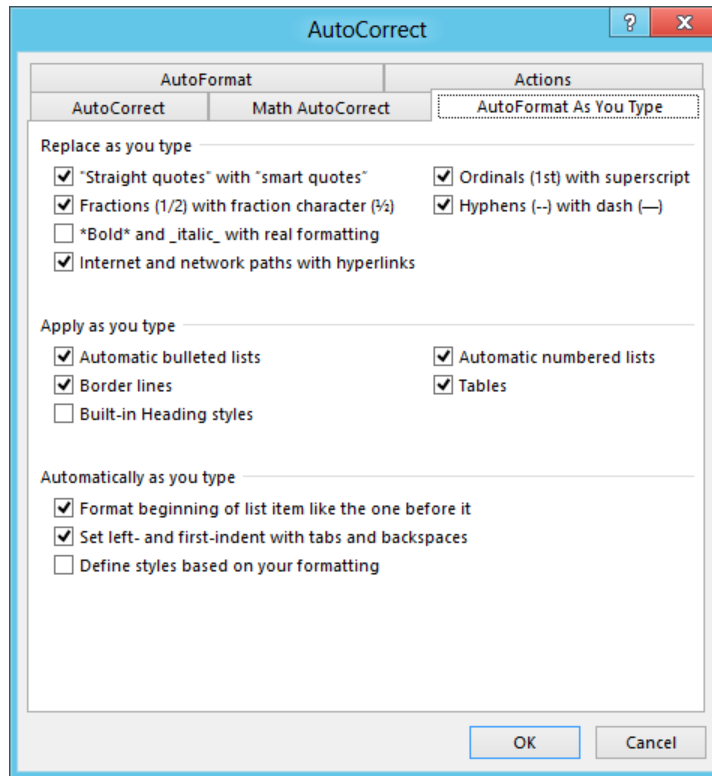 AutoCorrect
?
x
AutoFormat
Actions
AutoCorrect
Math AutoCorrect
AutoFormat As You Type
Replace as you type
"Straight quotes" with “smart quotes”
Ordinals (1st) with superscript
Fractions (1/2) with fraction character (½)
Hyphens (--) with dash (—)
*Bold* and _italic_ with real formatting
Internet and network paths with hyperlinks
Apply as you type
Automatic bulleted lists
Automatic numbered lists
Border lines
Tables
Built-in Heading styles
Automatically as you type
Format beginning of list item like the one before it
Set left- and first-indent with tabs and backspaces
Define styles based on your formatting
OK
Cancel